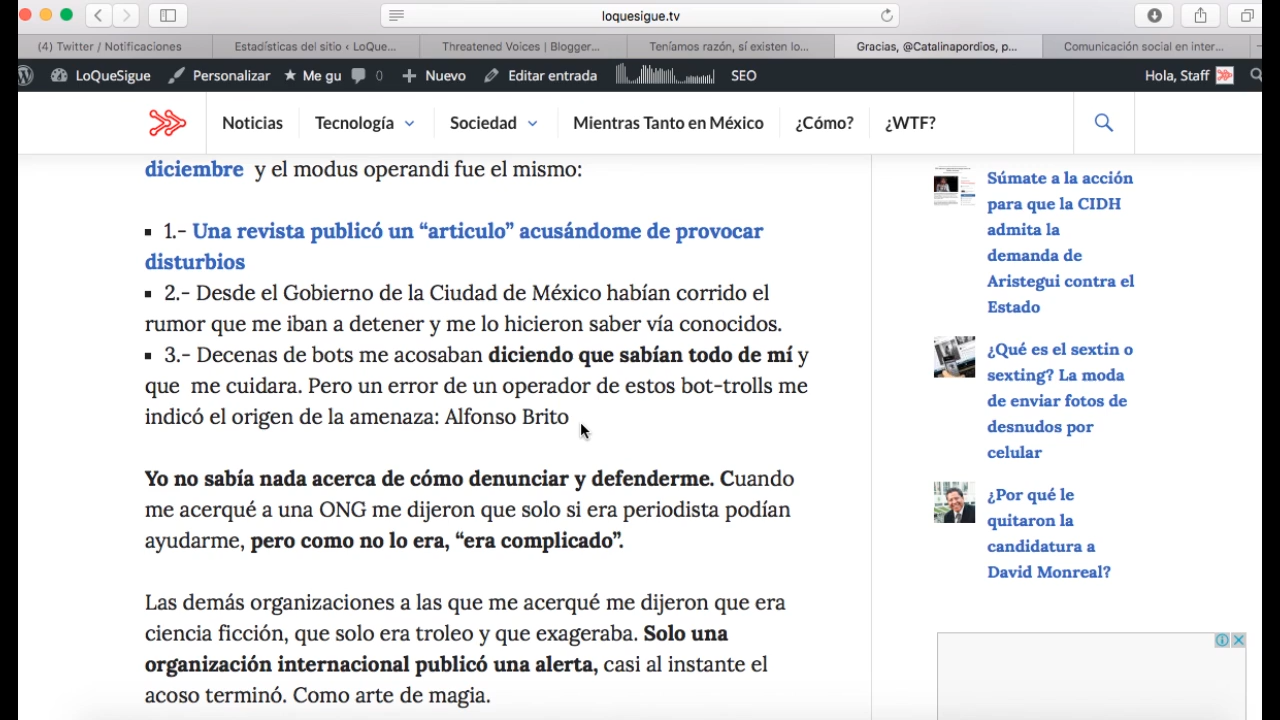 loquesigue.tv
(4) Twitter / Notificaciones
Estadísticas del sitio ‹ LoQue...
Threatened Voices | Blogger...
Teníamos razón, sí existen lo...
Gracias, @Catalinapordios, p...
Comunicación social en inter...
LoQueSigue
Personalizar
Me gu
0
Nuevo
Editar entrada
SEO
Hola, Staff
Noticias
Tecnología
Sociedad
Mientras Tanto en México
¿Cómo?
¿WTF?
diciembre y el modus operandi fue el mismo:
1.- Una revista publicó un “articulo” acusándome de provocar
disturbios
2.- Desde el Gobierno de la Ciudad de México habían corrido el
rumor que me iban a detener y me lo hicieron saber vía conocidos.
3.- Decenas de bots me acosaban diciendo que sabían todo de mí y
que me cuidara. Pero un error de un operador de estos bot-trolls me
indicó el origen de la amenaza: Alfonso Brito
Yo no sabía nada acerca de cómo denunciar y defenderme. Cuando
me acerqué a una ONG me dijeron que solo si era periodista podían
ayudarme, pero como no lo era, “era complicado”.
Las demás organizaciones a las que me acerqué me dijeron que era
ciencia ficción, que solo era troleo y que exageraba. Solo una
organización internacional publicó una alerta, casi al instante el
acoso terminó. Como arte de magia.
Súmate a la acción
para que la CIDH
admita la
demanda de
Aristegui contra el
Estado
¿Qué es el sextin o
sexting? La moda
de enviar fotos de
desnudos por
celular
¿Por qué le
quitaron la
candidatura a
David Monreal?